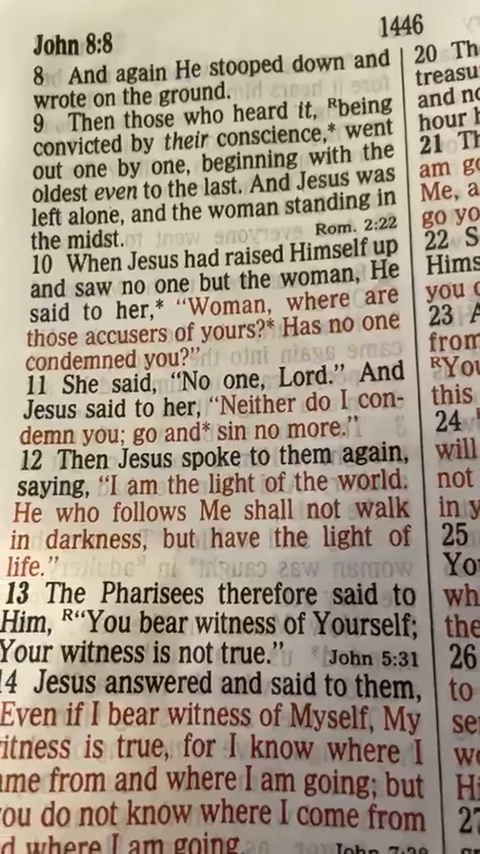 John 8:8
1446
8 And again He stooped down and
wrote on the ground.
9 Then those who heard it, ᴿbeing
convicted by their conscience,* went
out one by one, beginning with the
oldest even to the last. And Jesus was
left alone, and the woman standing in
the midst. Rom. 2:22
10 When Jesus had raised Himself up
and saw no one but the woman, He
said to her,* “Woman, where are
those accusers of yours?* Has no one
condemned you?”
11 She said, “No one, Lord.” And
Jesus said to her, “Neither do I con-
demn you; go and* sin no more.”
12 Then Jesus spoke to them again,
saying, “I am the light of the world.
He who follows Me shall not walk
in darkness, but have the light of
life.”
13 The Pharisees therefore said to
Him, ᴿ“You bear witness of Yourself;
Your witness is not true.” John 5:31
14 Jesus answered and said to them,
Even if I bear witness of Myself, My
itness is true, for I know where I
me from and where I am going; but
ou do not know where I come from
d where I am going.
20 Th
treasu
and no
hour h
21 Th
am go
Me, a
go yo
22 S
Hims
you c
23 A
from
ᴿYou
this
24
will
not
in y
25
Yo
wh
the
26
to
se
wo
Hi
27